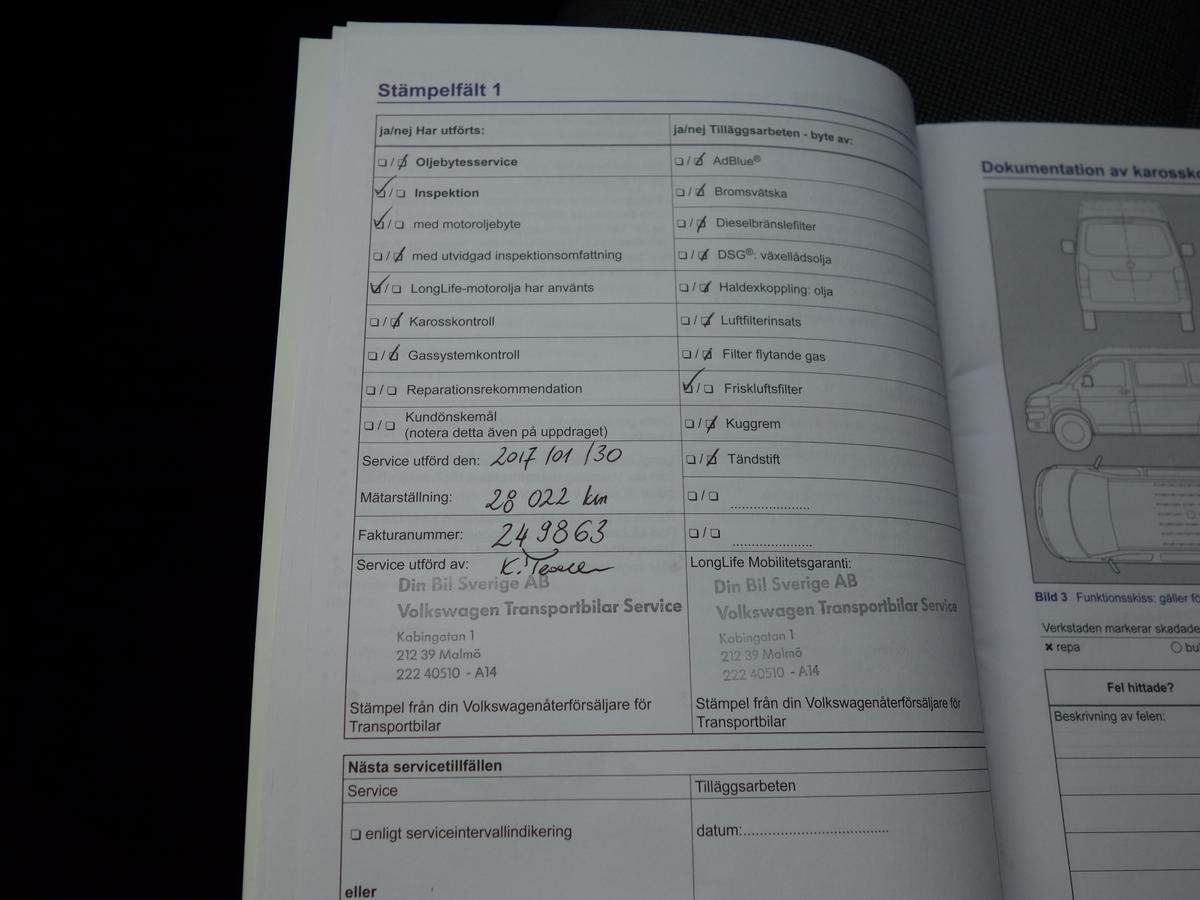 Stämpelfält 1
ja/nej Har utförts:
☐ / ☑ Oljebytesservice
☑ / ☐ Inspektion
☑ / ☐ med motoroljebyte
☐ / ☑ med utvidgad inspektionsomfattning
☑ / ☐ LongLife-motorolja har använts
☐ / ☑ Karosskontroll
☐ / ☑ Gassystemkontroll
☐ / ☐ Reparationsrekommendation
☐ / ☐ Kundönskemål
(notera detta även på uppdraget)
Service utförd den: 2017/01/30
Mätarställning: 28 022 km
Fakturanummer: 249863
Service utförd av: K.
Din Bil Sverige AB
Volkswagen Transportbilar Service
Kabingatan 1
212 39 Malmö
222 40510 - A14
Stämpel från din Volkswagenåterförsäljare för
Transportbilar
ja/nej Tilläggsarbeten - byte av:
☐ / ☑ AdBlue®
☐ / ☑ Bromsvätska
☐ / ☑ Dieselbränslefilter
☐ / ☑ DSG®: växellådsolja
☐ / ☑ Haldexkoppling: olja
☐ / ☑ Luftfilterinsats
☐ / ☑ Filter flytande gas
☑ / ☐ Friskluftsfilter
☐ / ☑ Kuggrem
☐ / ☑ Tändstift
☐ / ☐ ....................
☐ / ☐ ....................
LongLife Mobilitetsgaranti:
Din Bil Sverige AB
Volkswagen Transportbilar Service
Kabingatan 1
212 39 Malmö
222 40510 - A14
Stämpel från din Volkswagenåterförsäljare för
Transportbilar
Nästa servicetillfällen
Service
☐ enligt serviceintervallindikering
eller
Tilläggsarbeten
datum:...................................
Dokumentation av
Bild 3 Funktionsskiss: gäller
Verkstaden markerar
✖ repa
Fel hittade?
Beskrivning av felen: